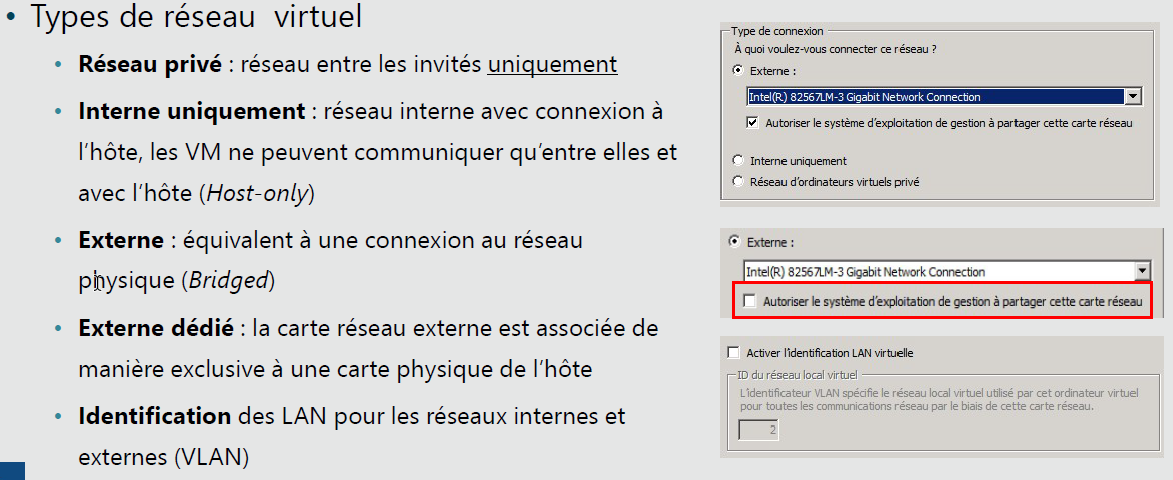 • Types de réseau virtuel
• Réseau privé : réseau entre les invités uniquement
• Interne uniquement : réseau interne avec connexion à
l'hôte, les VM ne peuvent communiquer qu'entre elles et
avec l'hôte (Host-only)
• Externe : équivalent à une connexion au réseau
physique (Bridged)
• Externe dédié : la carte réseau externe est associée de
manière exclusive à une carte physique de l'hôte
• Identification des LAN pour les réseaux internes et
externes (VLAN)
Type de connexion
À quoi voulez-vous connecter ce réseau ?
Externe :
Intel(R) 82567LM-3 Gigabit Network Connection
Autoriser le système d'exploitation de gestion à partager cette carte réseau
Interne uniquement
Réseau d'ordinateurs virtuels privé
Externe :
Intel(R) 82567LM-3 Gigabit Network Connection
Autoriser le système d'exploitation de gestion à partager cette carte réseau
Activer l'identification LAN virtuelle
ID du réseau local virtuel
L'identificateur VLAN spécifie le réseau local virtuel utilisé par cet ordinateur virtuel
pour toutes les communications réseau par le biais de cette carte réseau.
2